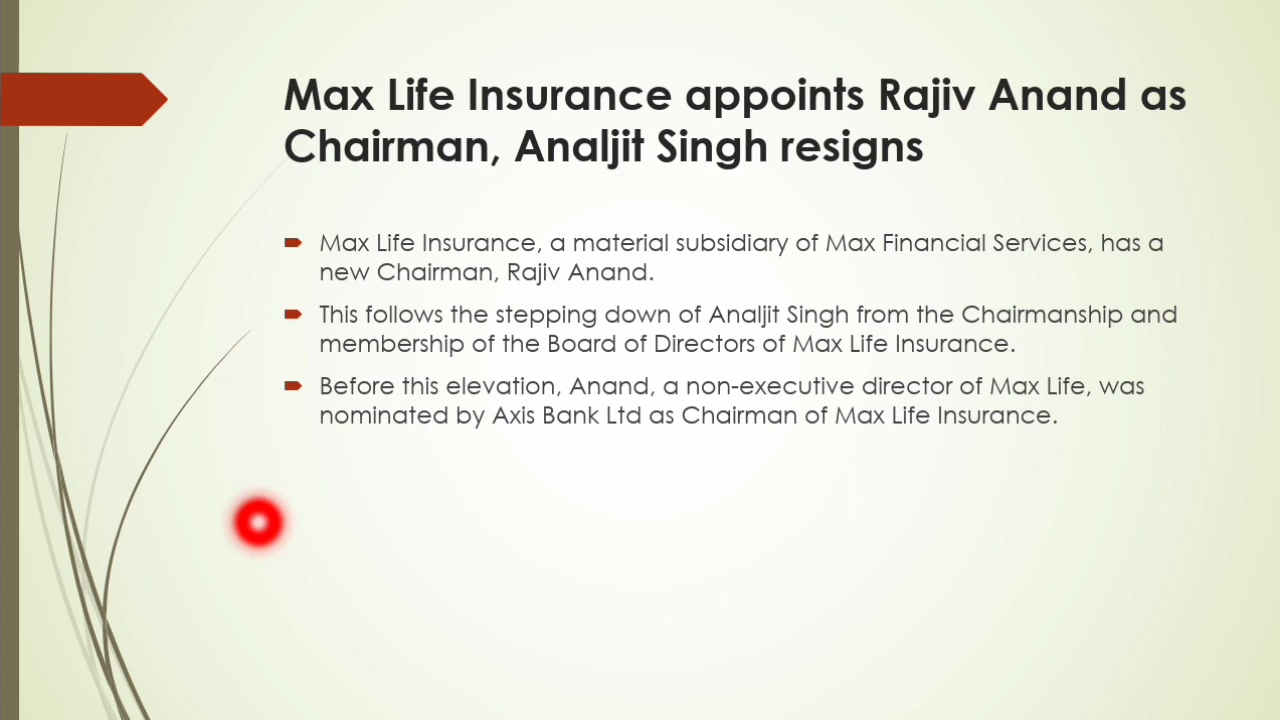 Max Life Insurance appoints Rajiv Anand as
Chairman, Analjit Singh resigns
Max Life Insurance, a material subsidiary of Max Financial Services, has a
new Chairman, Rajiv Anand.
This follows the stepping down of Analjit Singh from the Chairmanship and
membership of the Board of Directors of Max Life Insurance.
Before this elevation, Anand, a non-executive director of Max Life, was
nominated by Axis Bank Ltd as Chairman of Max Life Insurance.